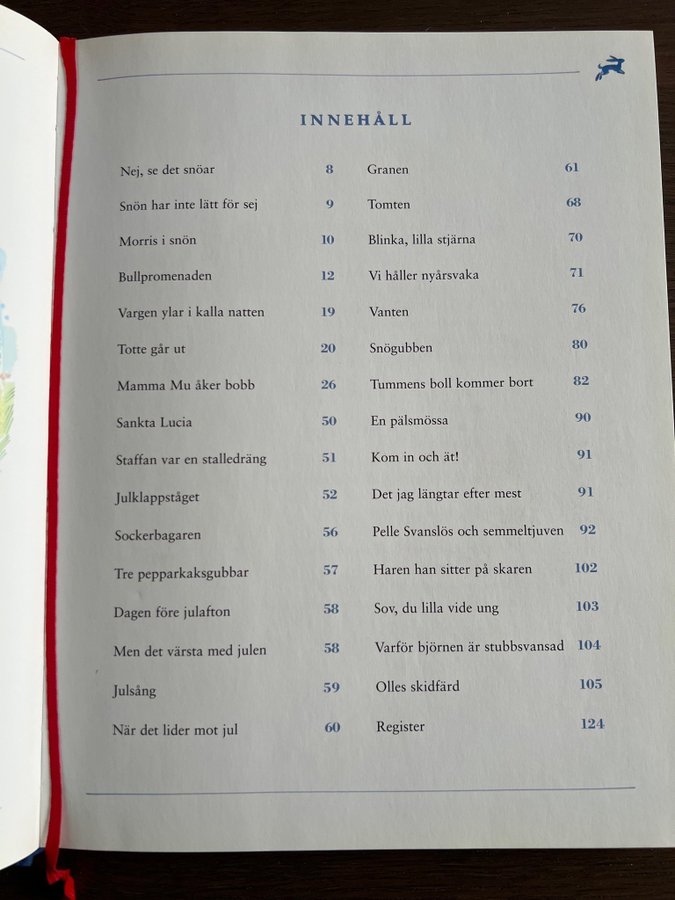 INNEHÅLL
Nej, se det snöar 8
Snön har inte lätt för sej 9
Morris i snön 10
Bullpromenaden 12
Vargen ylar i kalla natten 19
Totte går ut 20
Mamma Mu åker bobb 26
Sankta Lucia 50
Staffan var en stalledräng 51
Julklappståget 52
Sockerbagaren 56
Tre pepparkaksgubbar 57
Dagen före julafton 58
Men det värsta med julen 58
Julsång 59
När det lider mot jul 60
Granen 61
Tomten 68
Blinka, lilla stjärna 70
Vi håller nyårsvaka 71
Vanten 76
Snögubben 80
Tummens boll kommer bort 82
En pälsmössa 90
Kom in och ät! 91
Det jag längtar efter mest 91
Pelle Svanslös och semmeltjuven 92
Haren han sitter på skaren 102
Sov, du lilla vide ung 103
Varför björnen är stubbsvansad 104
Olles skidfärd 105
Register 124